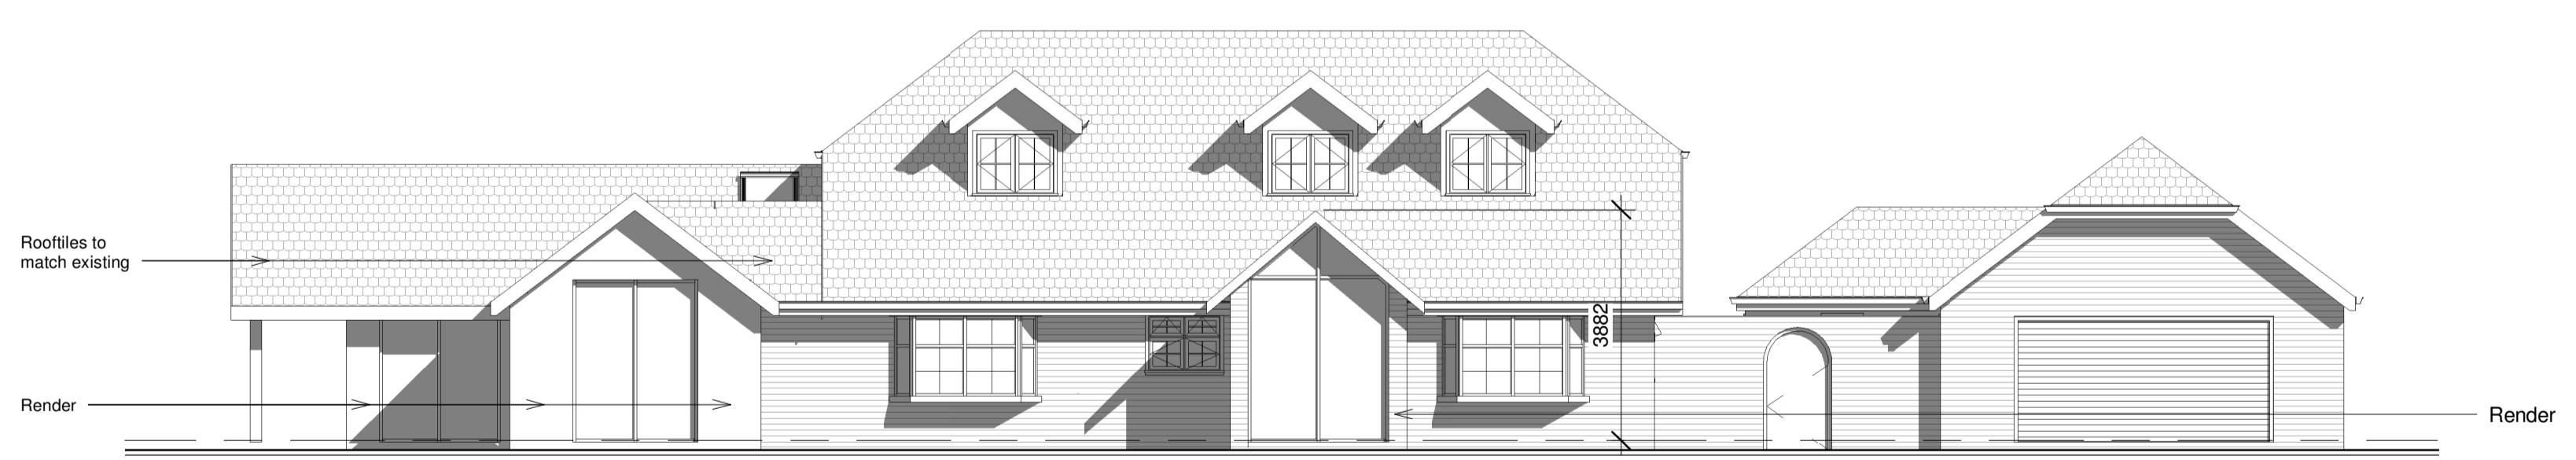 Rooftiles to
match existing
3882
Render
Render